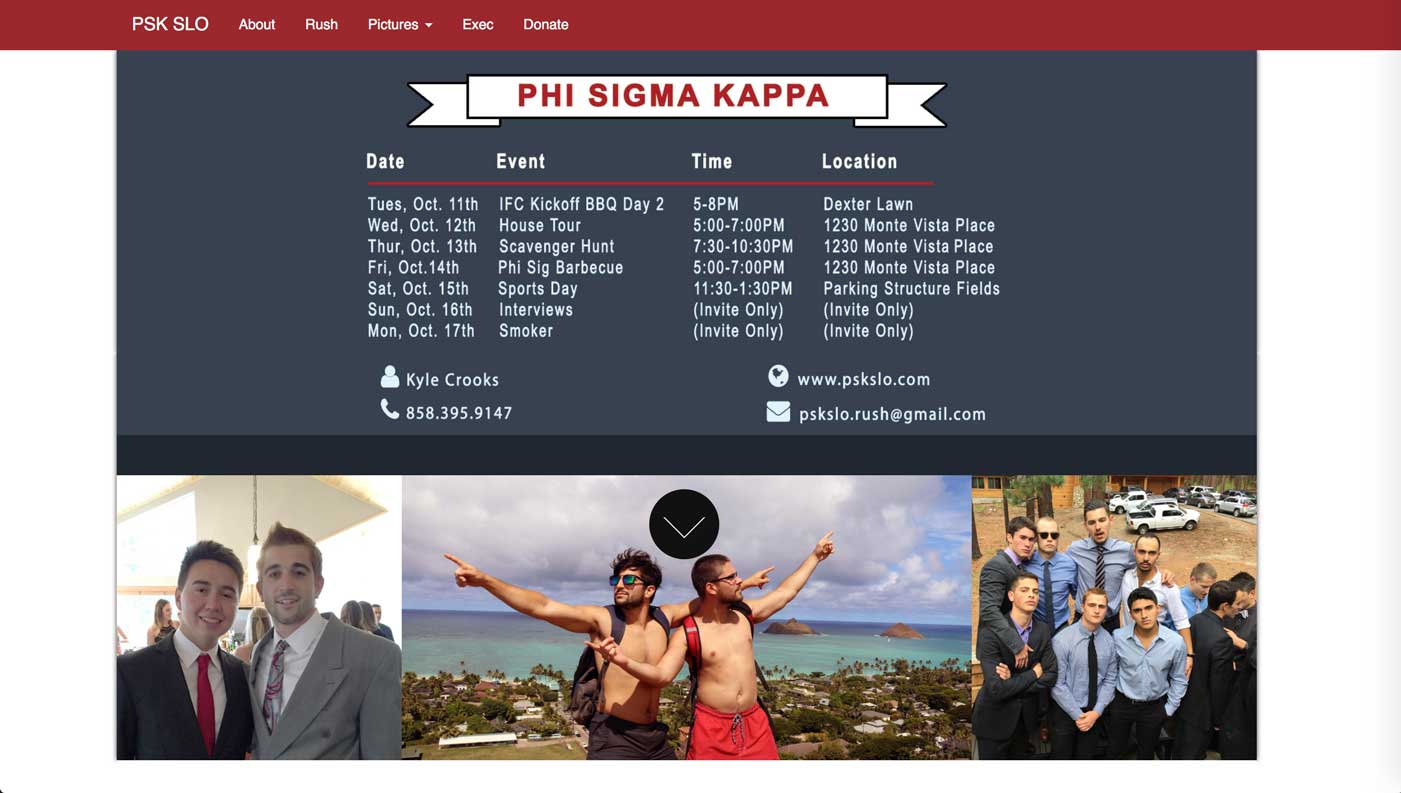 PSK SLO About Rush Pictures Exec Donate
PHI SIGMA KAPPA
Date Event Time Location
Tues, Oct. 11th IFC Kickoff BBQ Day 2 5-8PM Dexter Lawn
Wed, Oct. 12th House Tour 5:00-7:00PM 1230 Monte Vista Place
Thur, Oct. 13th Scavenger Hunt 7:30-10:30PM 1230 Monte Vista Place
Fri, Oct.14th Phi Sig Barbecue 5:00-7:00PM 1230 Monte Vista Place
Sat, Oct. 15th Sports Day 11:30-1:30PM Parking Structure Fields
Sun, Oct. 16th Interviews (Invite Only) (Invite Only)
Mon, Oct. 17th Smoker (Invite Only) (Invite Only)
Kyle Crooks www.pskslo.com
858.395.9147 pskslo.rush@gmail.com